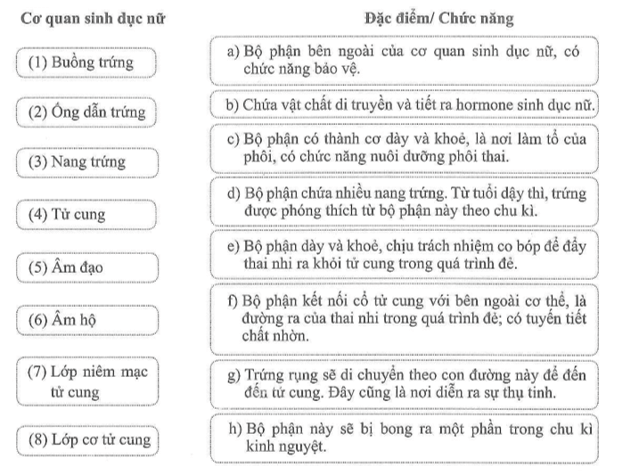 Cơ quan sinh dục nữ
Đặc điểm/ Chức năng
(1) Buồng trứng
(2) Ống dẫn trứng
(3) Nang trứng
(4) Tử cung
(5) Âm đạo
(6) Âm hộ
(7) Lớp niêm mạc
tử cung
(8) Lớp cơ tử cung
a) Bộ phận bên ngoài của cơ quan sinh dục nữ, có
chức năng bảo vệ.
b) Chứa vật chất di truyền và tiết ra hormone sinh dục nữ.
c) Bộ phận có thành cơ dày và khoẻ, là nơi làm tổ của
phôi, có chức năng nuôi dưỡng phôi thai.
d) Bộ phận chứa nhiều nang trứng. Từ tuổi dậy thì, trứng
được phóng thích từ bộ phận này theo chu kì.
e) Bộ phận dày và khoẻ, chịu trách nhiệm co bóp để đẩy
thai nhi ra khỏi tử cung trong quá trình đẻ.
f) Bộ phận kết nối cổ tử cung với bên ngoài cơ thể, là
đường ra của thai nhi trong quá trình đẻ; có tuyến tiết
chất nhờn.
g) Trứng rụng sẽ di chuyển theo con đường này để đến
đến tử cung. Đây cũng là nơi diễn ra sự thụ tinh.
h) Bộ phận này sẽ bị bong ra một phần trong chu kì
kinh nguyệt.